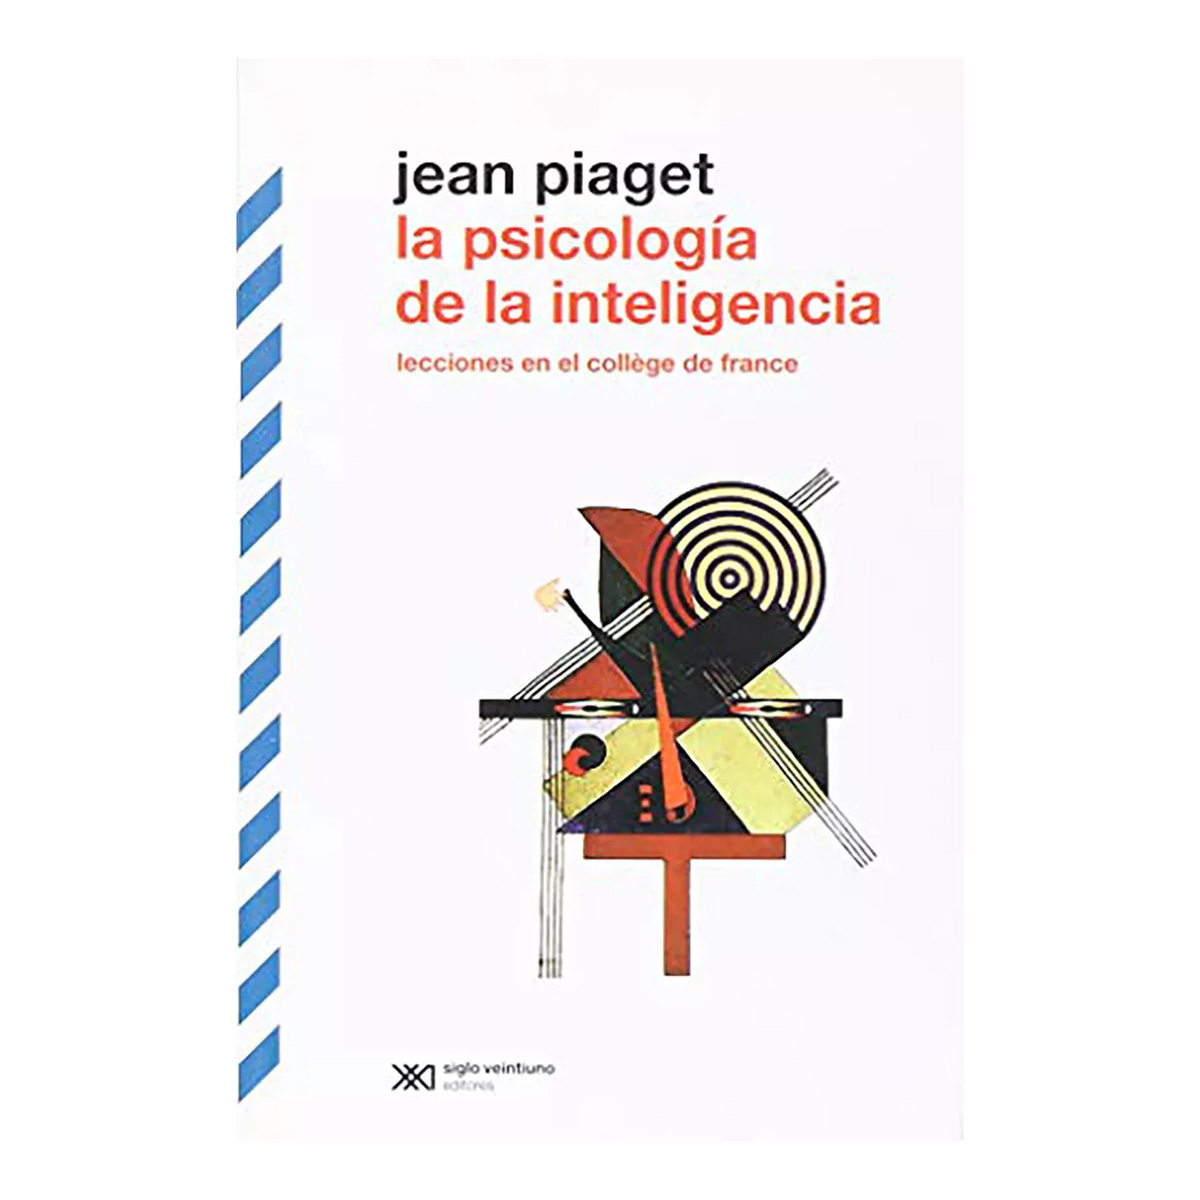 jean piaget
la psicología
de la inteligencia
lecciones en el collège de france
siglo veintiuno
editores